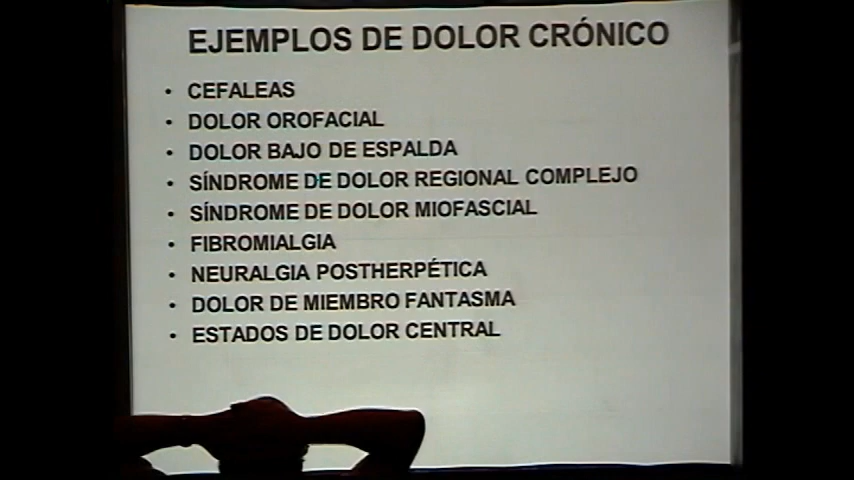 EJEMPLOS DE DOLOR CRÓNICO
• CEFALEAS
• DOLOR OROFACIAL
• DOLOR BAJO DE ESPALDA
• SÍNDROME DE DOLOR REGIONAL COMPLEJO
• SÍNDROME DE DOLOR MIOFASCIAL
• FIBROMIALGIA
• NEURALGIA POSTHERPÉTICA
• DOLOR DE MIEMBRO FANTASMA
• ESTADOS DE DOLOR CENTRAL